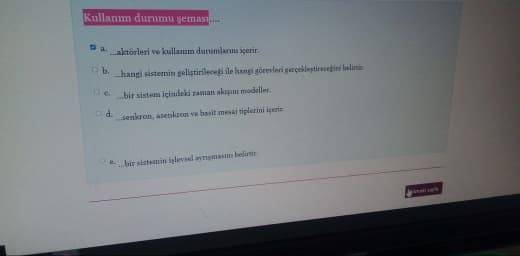 Kullanım durumu şeması....
a. ...aktörleri ve kullanım durumlarını içerir.
b. ...hangi sistemin geliştirileceği ile hangi görevleri gerçekleştireceğini belirtir.
c. ...bir sistem içindeki zaman akışını modeller.
d. ...senkron, asenkron ve basit mesaj tiplerini içerir.
e. ...bir sistemin işlevsel ayrışmasını belirtir.
sayfa